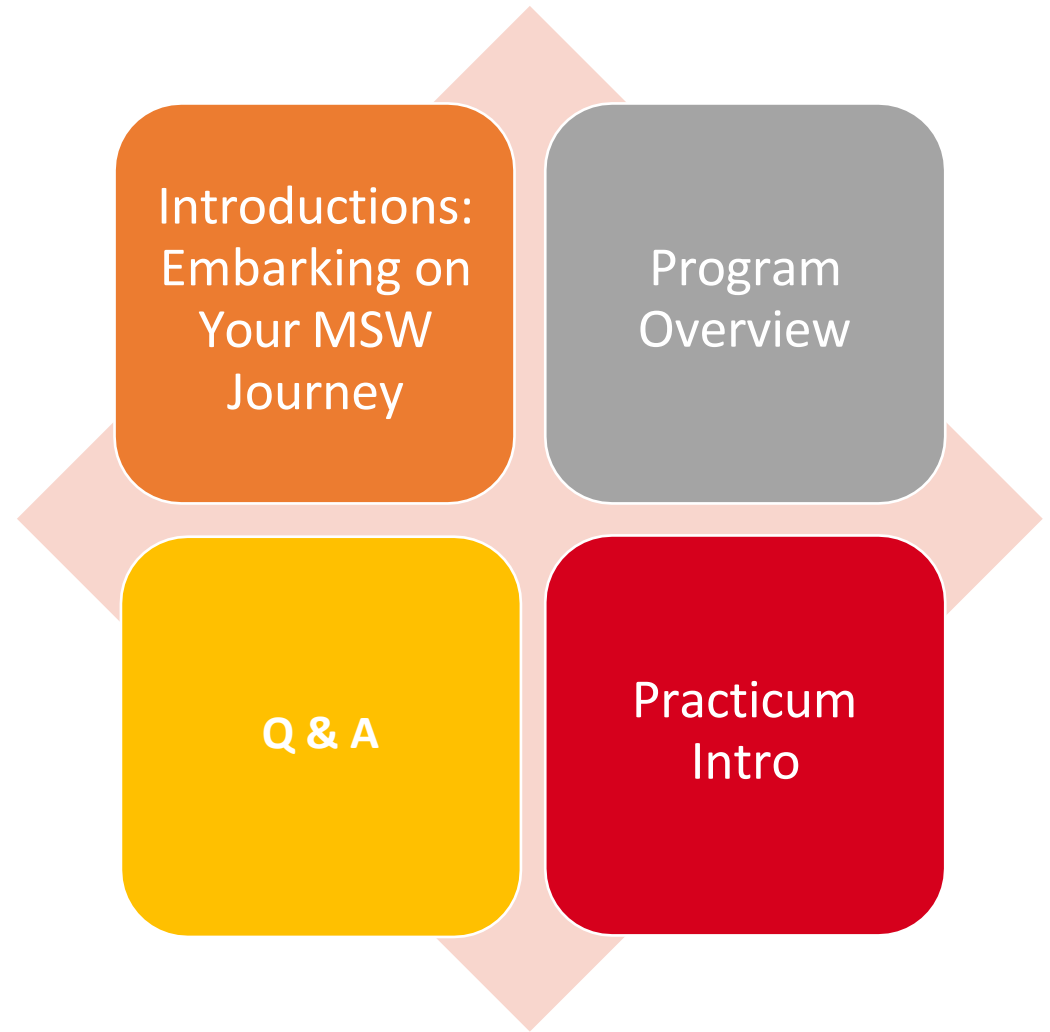 Introductions:
Embarking on
Your MSW
Journey
Program
Overview
Q & A
Practicum
Intro